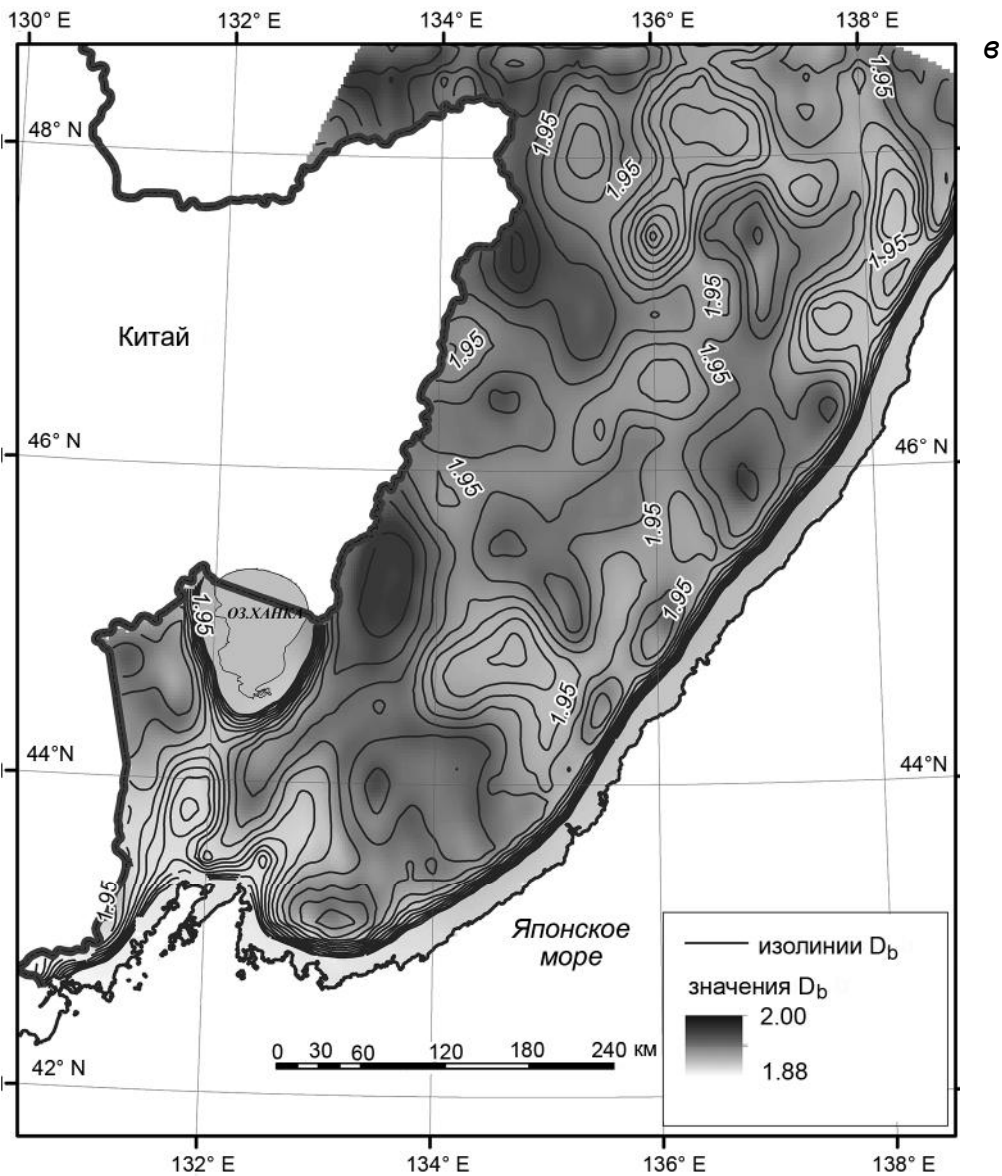 130° E 132° E 134° E 136° E 138° E
в
1.95
48° N
1.95
1.95
1.95
1.95
Китай
1.95
1.95
46° N
46° N
1.95
1.95
1.95
1.95
ОЗ.ХАНКА
1.95
44°N
44°N
1.95
Японское
море
изолинии Db
значения Db
2.00
1.88
0 30 60 120 180 240 км
42° N
132° E 134° E 136° E 138° E